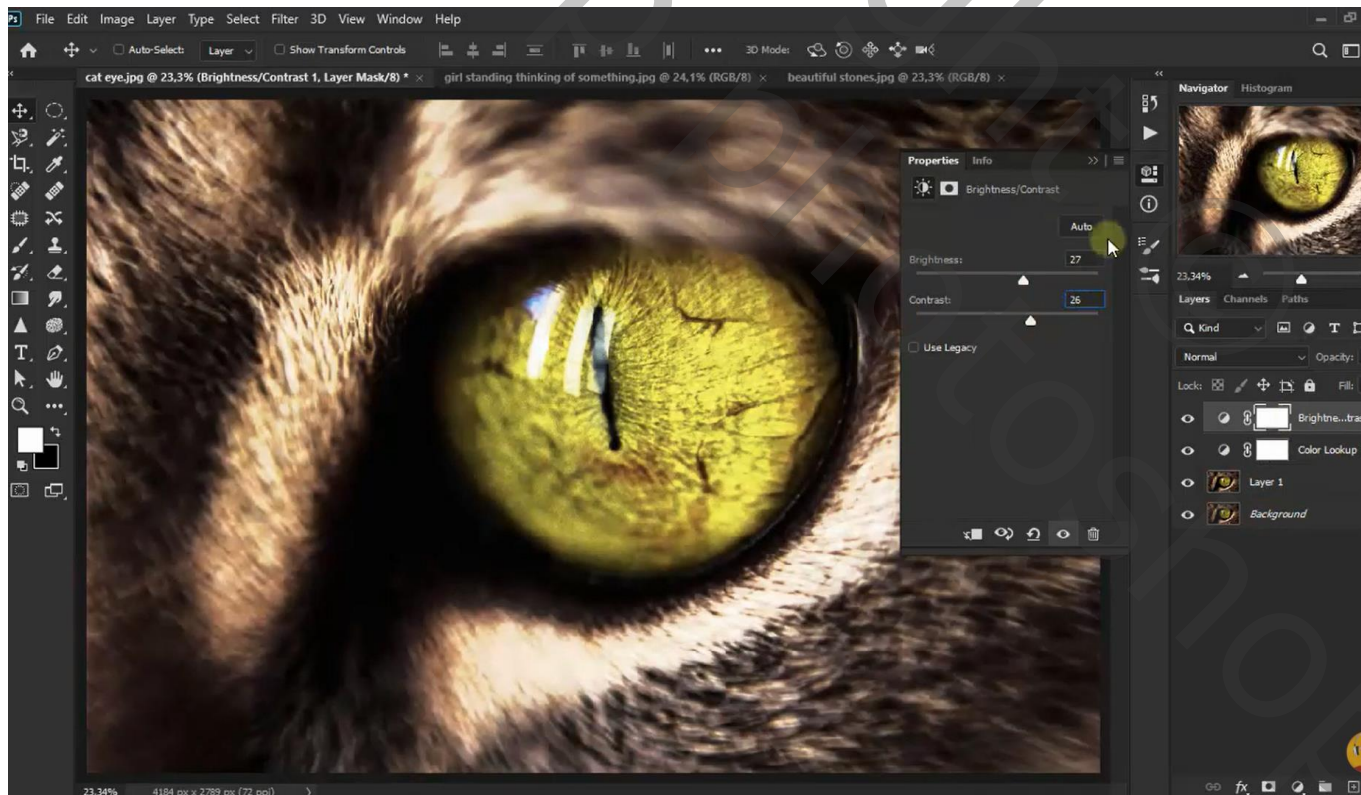 Ps File Edit Image Layer Type Select Filter 3D View Window Help
Auto-Select: Layer Show Transform Controls 3D Mode:
cat eye.jpg @ 23,3% (Brightness/Contrast 1, Layer Mask/8) * × girl standing thinking of something.jpg @ 24,1% (RGB/8) × beautiful stones.jpg @ 23,3% (RGB/8) ×
Navigator Histogram
Properties Info
Brightness/Contrast
Auto
Brightness: 27
Contrast: 26
Use Legacy
23,34%
Layers Channels Paths
Kind
Normal Opacity:
Lock: Fill:
Brightne...tras
Color Lookup
Layer 1
Background
23,34% 4184 px x 2789 px (72 ppi)